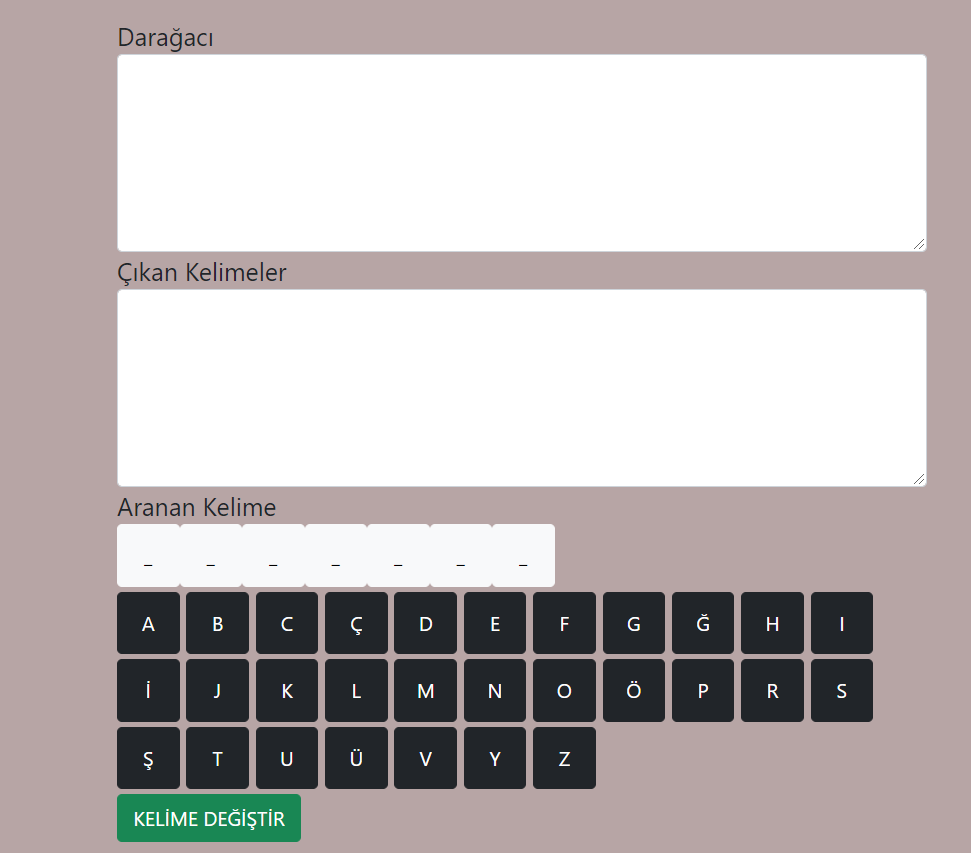 Darağacı
Çıkan Kelimeler
Aranan Kelime
_ _ _ _ _ _ _
A B C Ç D E F G Ğ H I
İ J K L M N O Ö P R S
Ş T U Ü V Y Z
KELİME DEĞİŞTİR